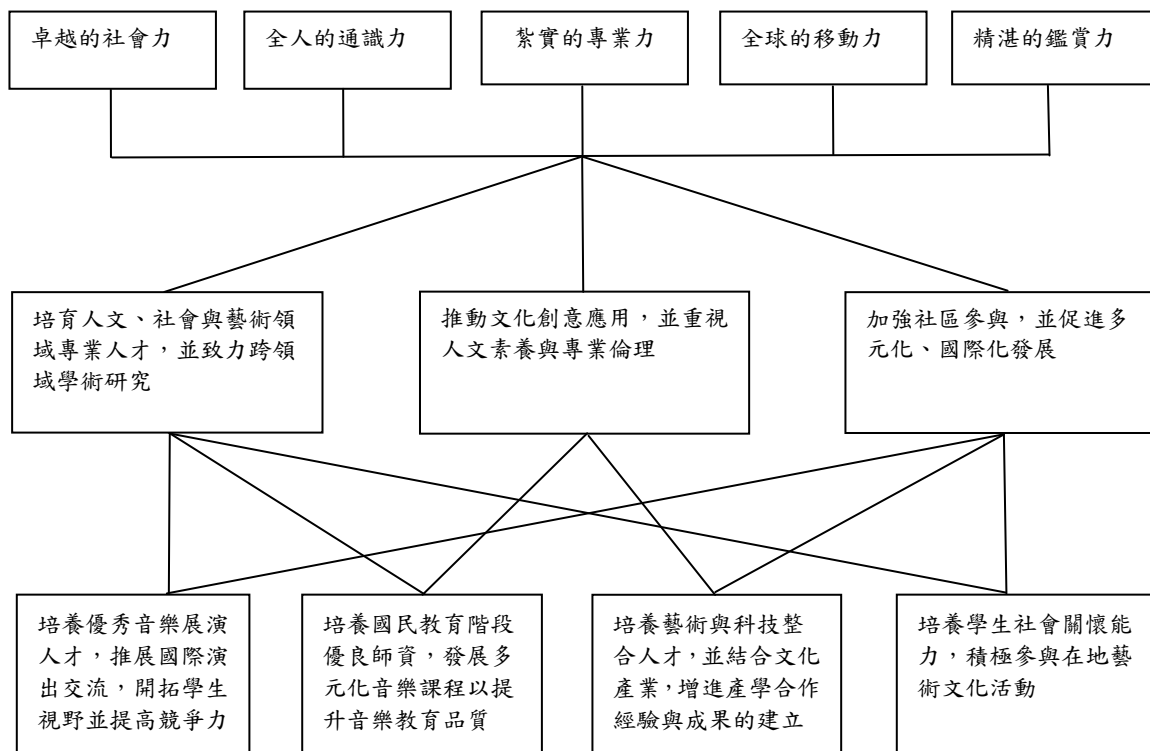 卓越的社會力
全人的通識力
紮實的專業力
全球的移動力
精湛的鑑賞力
培育人文、社會與藝術領
域專業人才，並致力跨領
域學術研究
推動文化創意應用，並重視
人文素養與專業倫理
加強社區參與，並促進多
元化、國際化發展
培養優秀音樂展演
人才，推展國際演
出交流，開拓學生
視野並提高競爭力
培養國民教育階段
優良師資，發展多
元化音樂課程以提
升音樂教育品質
培養藝術與科技整
合人才，並結合文化
產業，增進產學合作
經驗與成果的建立
培養學生社會關懷能
力，積極參與在地藝
術文化活動